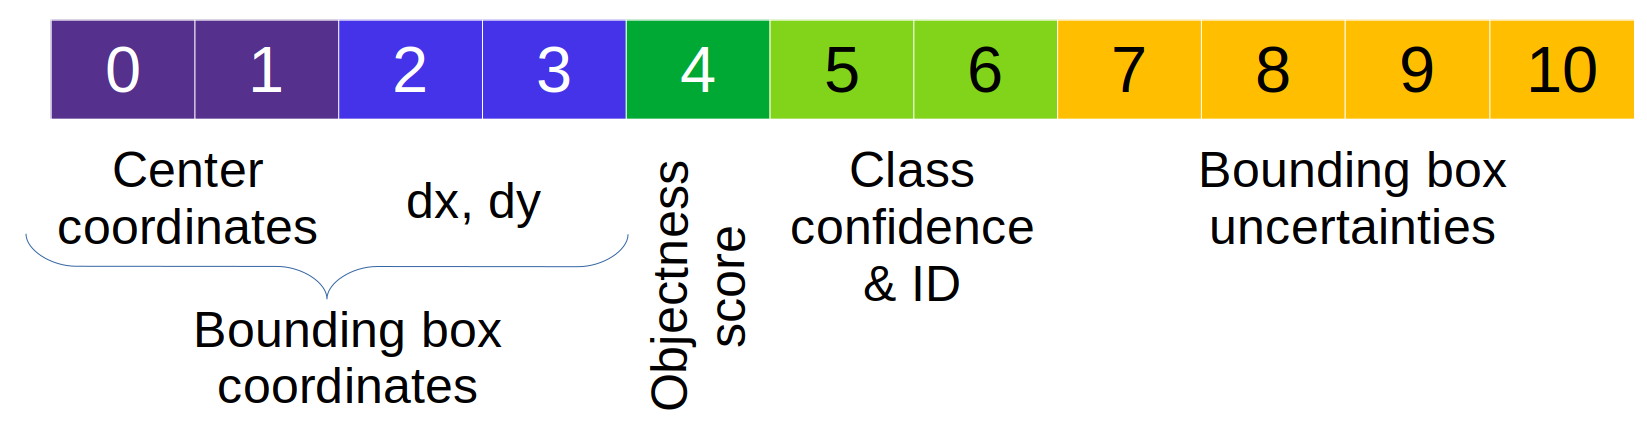 0 1 2 3 4 5 6 7 8 9 10
Center
coordinates
dx, dy
Bounding box
coordinates
Objectness
score
Class
confidence
& ID
Bounding box
uncertainties